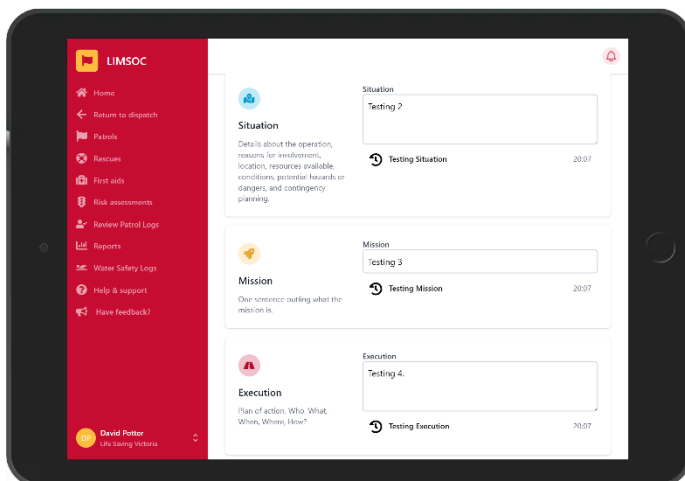 LIMSOC
Home
Return to dispatch
Patrols
Rescues
First aids
Risk assessments
Review Patrol Logs
Reports
Water Safety Logs
Help & support
Have feedback?
DP
David Potter
Life Saving Victoria
Situation
Details about the operation,
reasons for involvement,
location, resources available,
conditions, potential hazards or
dangers, and contingency
planning.
Situation
Testing 2
Testing Situation 20:07
Mission
One sentence outling what the
mission is.
Mission
Testing 3
Testing Mission 20:07
Execution
Plan of action. Who, What,
When, Where, How?
Execution
Testing 4.
Testing Execution 20:07